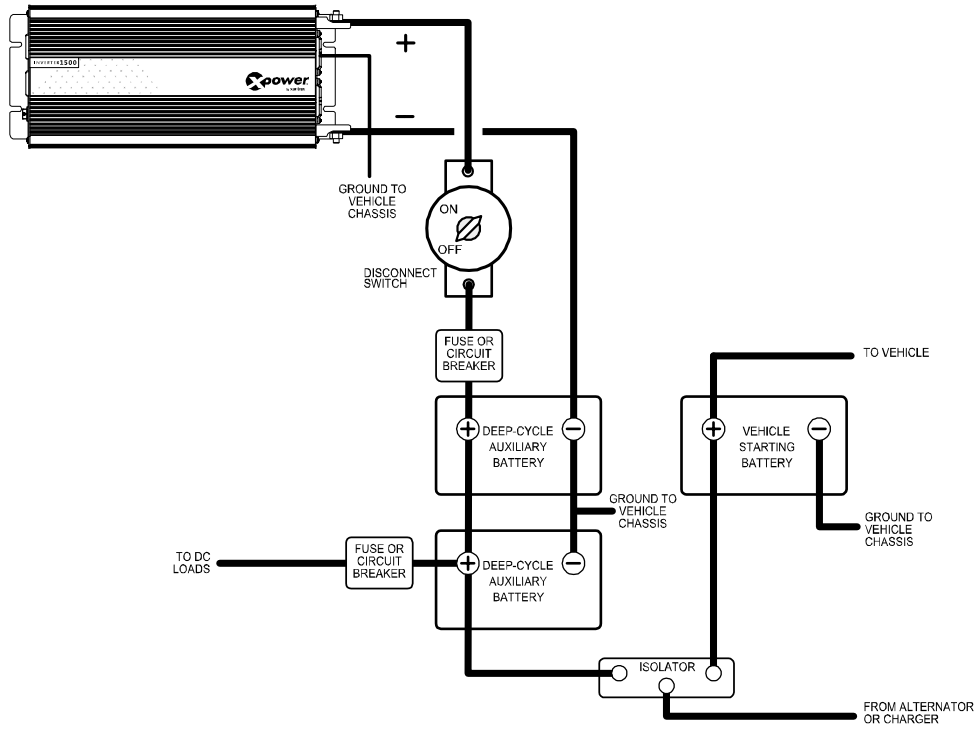 INVERTER 1500
Xpower
+
−
GROUND TO
VEHICLE
CHASSIS
ON
OFF
DISCONNECT
SWITCH
FUSE OR
CIRCUIT
BREAKER
TO VEHICLE
+
−
DEEP-CYCLE
AUXILIARY
BATTERY
+
−
VEHICLE
STARTING
BATTERY
GROUND TO
VEHICLE
CHASSIS
GROUND TO
VEHICLE
CHASSIS
TO DC
LOADS
FUSE OR
CIRCUIT
BREAKER
+
−
DEEP-CYCLE
AUXILIARY
BATTERY
ISOLATOR
FROM ALTERNATOR
OR CHARGER